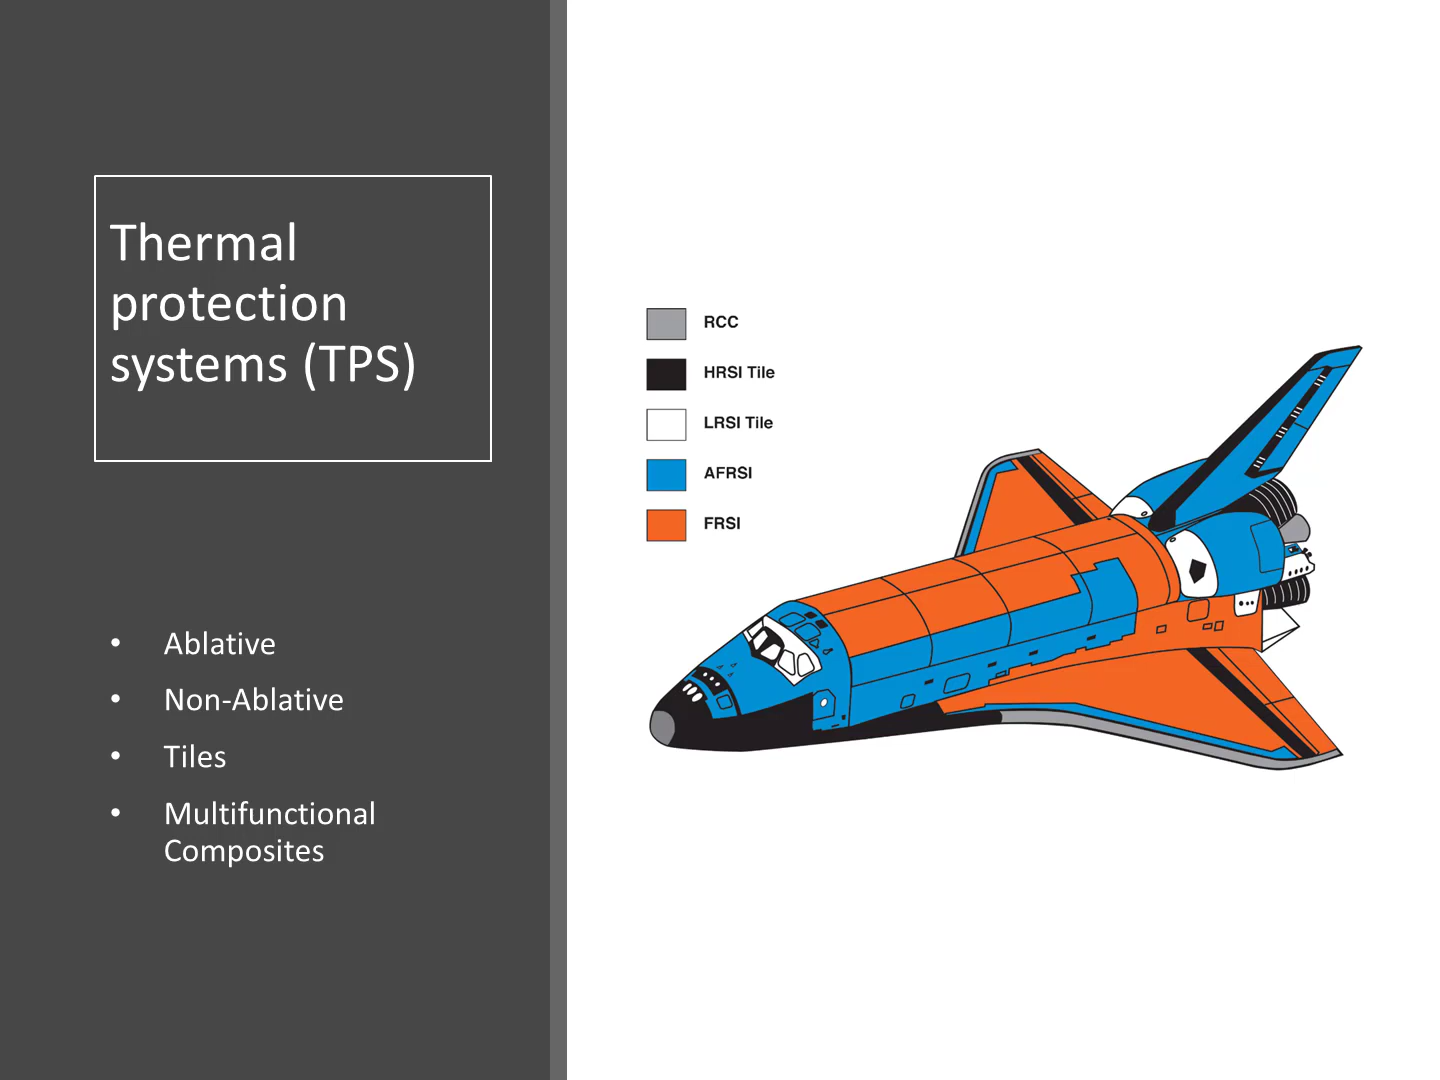 Thermal
protection
systems (TPS)
• Ablative
• Non-Ablative
• Tiles
• Multifunctional
Composites
RCC
HRSI Tile
LRSI Tile
AFRSI
FRSI